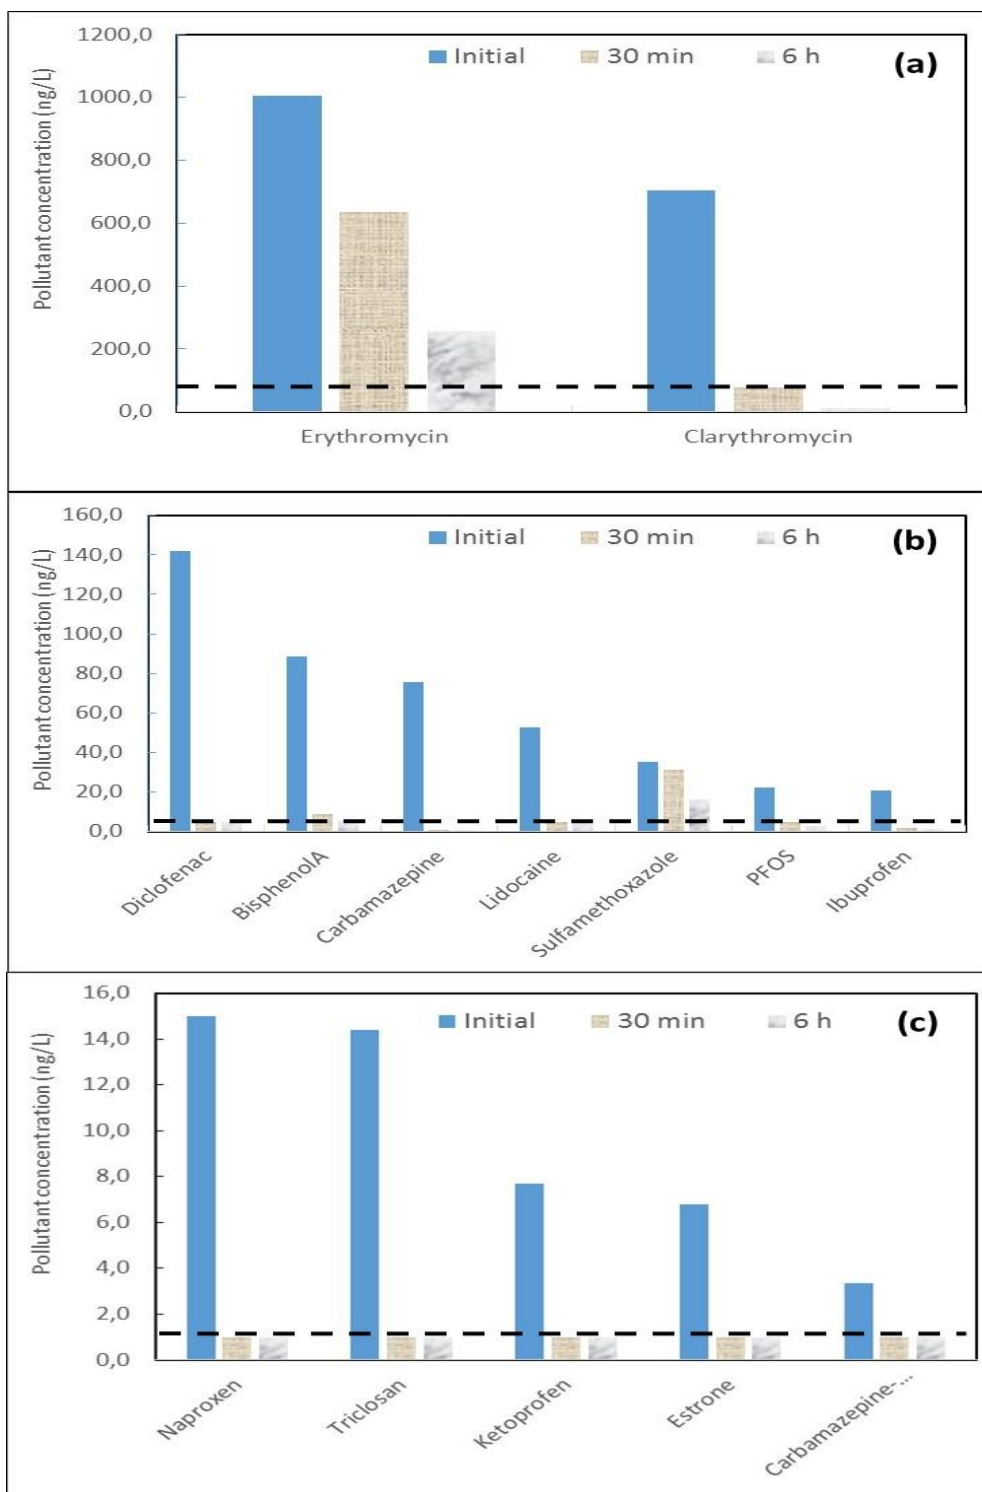 Pollutant concentration (ng/L)
1200,0
1000,0
800,0
600,0
400,0
200,0
0,0
Initial 30 min 6 h
(a)
Erythromycin Clarythromycin
Pollutant concentration (ng/L)
160,0
140,0
120,0
100,0
80,0
60,0
40,0
20,0
0,0
Initial 30 min 6 h
(b)
Diclofenac BisphenolA Carbamazepine Lidocaine Sulfamethoxazole PFOS Ibuprofen
Pollutant concentration (ng/L)
16,0
14,0
12,0
10,0
8,0
6,0
4,0
2,0
0,0
Initial 30 min 6 h
(c)
Naproxen Triclosan Ketoprofen Estrone Carbamazepine-...